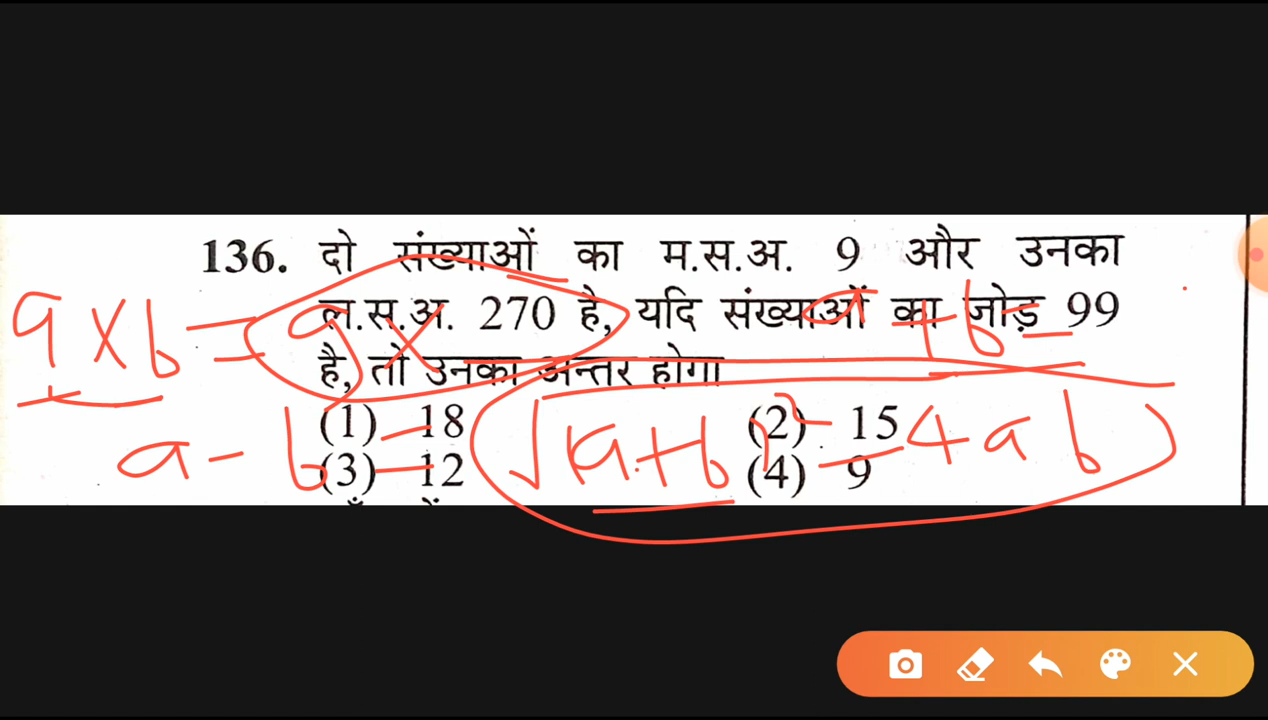 136. दो संख्याओं का म.स.अ. 9 और उनका
ल.स.अ. 270 है, यदि संख्याओं का जोड़ 99
है, तो उनका अन्तर होगा
(1) 18 (2) 15
(3) 12 (4) 9
a × b = 9 ×
a + b =
a - b √(a+b)² - 4ab